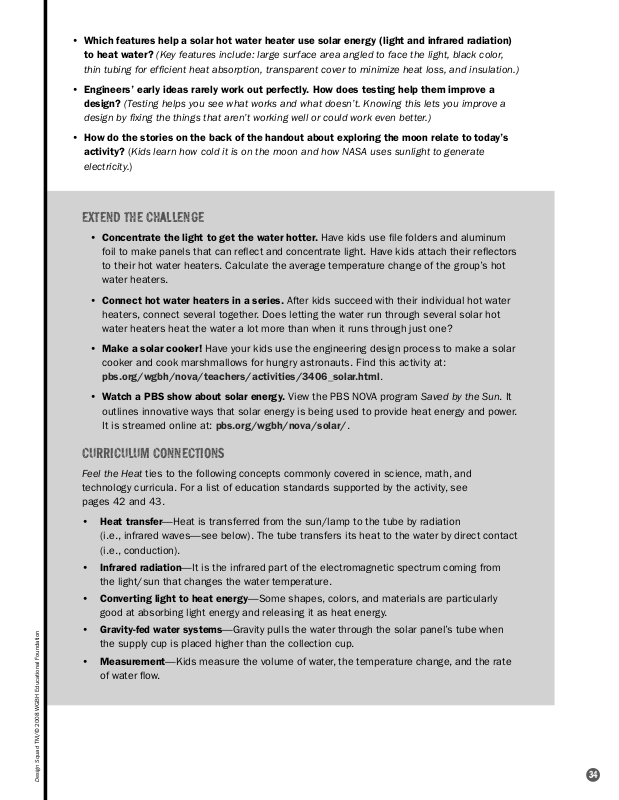 • Which features help a solar hot water heater use solar energy (light and infrared radiation)
to heat water? (Key features include: large surface area angled to face the light, black color,
thin tubing for efficient heat absorption, transparent cover to minimize heat loss, and insulation.)
• Engineers’ early ideas rarely work out perfectly. How does testing help them improve a
design? (Testing helps you see what works and what doesn’t. Knowing this lets you improve a
design by fixing the things that aren’t working well or could work even better.)
• How do the stories on the back of the handout about exploring the moon relate to today’s
activity? (Kids learn how cold it is on the moon and how NASA uses sunlight to generate
electricity.)
EXTEND THE CHALLENGE
• Concentrate the light to get the water hotter. Have kids use file folders and aluminum
foil to make panels that can reflect and concentrate light. Have kids attach their reflectors
to their hot water heaters. Calculate the average temperature change of the group’s hot
water heaters.
• Connect hot water heaters in a series. After kids succeed with their individual hot water
heaters, connect several together. Does letting the water run through several solar hot
water heaters heat the water a lot more than when it runs through just one?
• Make a solar cooker! Have your kids use the engineering design process to make a solar
cooker and cook marshmallows for hungry astronauts. Find this activity at:
pbs.org/wgbh/nova/teachers/activities/3406_solar.html.
• Watch a PBS show about solar energy. View the PBS NOVA program Saved by the Sun. It
outlines innovative ways that solar energy is being used to provide heat energy and power.
It is streamed online at: pbs.org/wgbh/nova/solar/.
CURRICULUM CONNECTIONS
Feel the Heat ties to the following concepts commonly covered in science, math, and
technology curricula. For a list of education standards supported by the activity, see
pages 42 and 43.
• Heat transfer—Heat is transferred from the sun/lamp to the tube by radiation
(i.e., infrared waves—see below). The tube transfers its heat to the water by direct contact
(i.e., conduction).
• Infrared radiation—It is the infrared part of the electromagnetic spectrum coming from
the light/sun that changes the water temperature.
• Converting light to heat energy—Some shapes, colors, and materials are particularly
good at absorbing light energy and releasing it as heat energy.
• Gravity-fed water systems—Gravity pulls the water through the solar panel’s tube when
the supply cup is placed higher than the collection cup.
• Measurement—Kids measure the volume of water, the temperature change, and the rate
of water flow.
Design Squad TM/© 2008 WGBH Educational Foundation
34